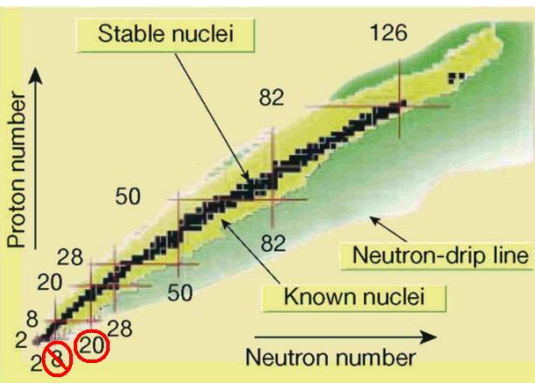 Stable nuclei
126
82
Proton number
50
28
20
8
2
82
Neutron-drip line
50
Known nuclei
28
20
8
2
Neutron number